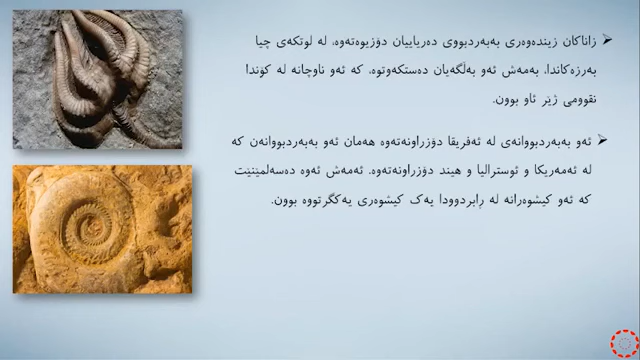 زاناکان زیندەوەری بەبەردبووی دەریاییان دۆزیوەتەوە، لە لوتکەی چیا
بەرزەکاندا، بەمەش ئەو بەڵگەیان دەستکەوتوە، کە ئەو ناوچانە لە کۆندا
نقوومی ژێر ئاو بوون.
ئەو بەبەردبووانەی لە ئەفریقا دۆزراونەتەوە هەمان ئەو بەبەردبووانەن کە
لە ئەمەریکا و ئوسترالیا و هیند دۆزراونەتەوە. ئەمەش ئەوە دەسەلمێنێت
کە ئەو کیشوەرانە لە ڕابردوودا یەک کیشوەری یەکگرتووە بوون.